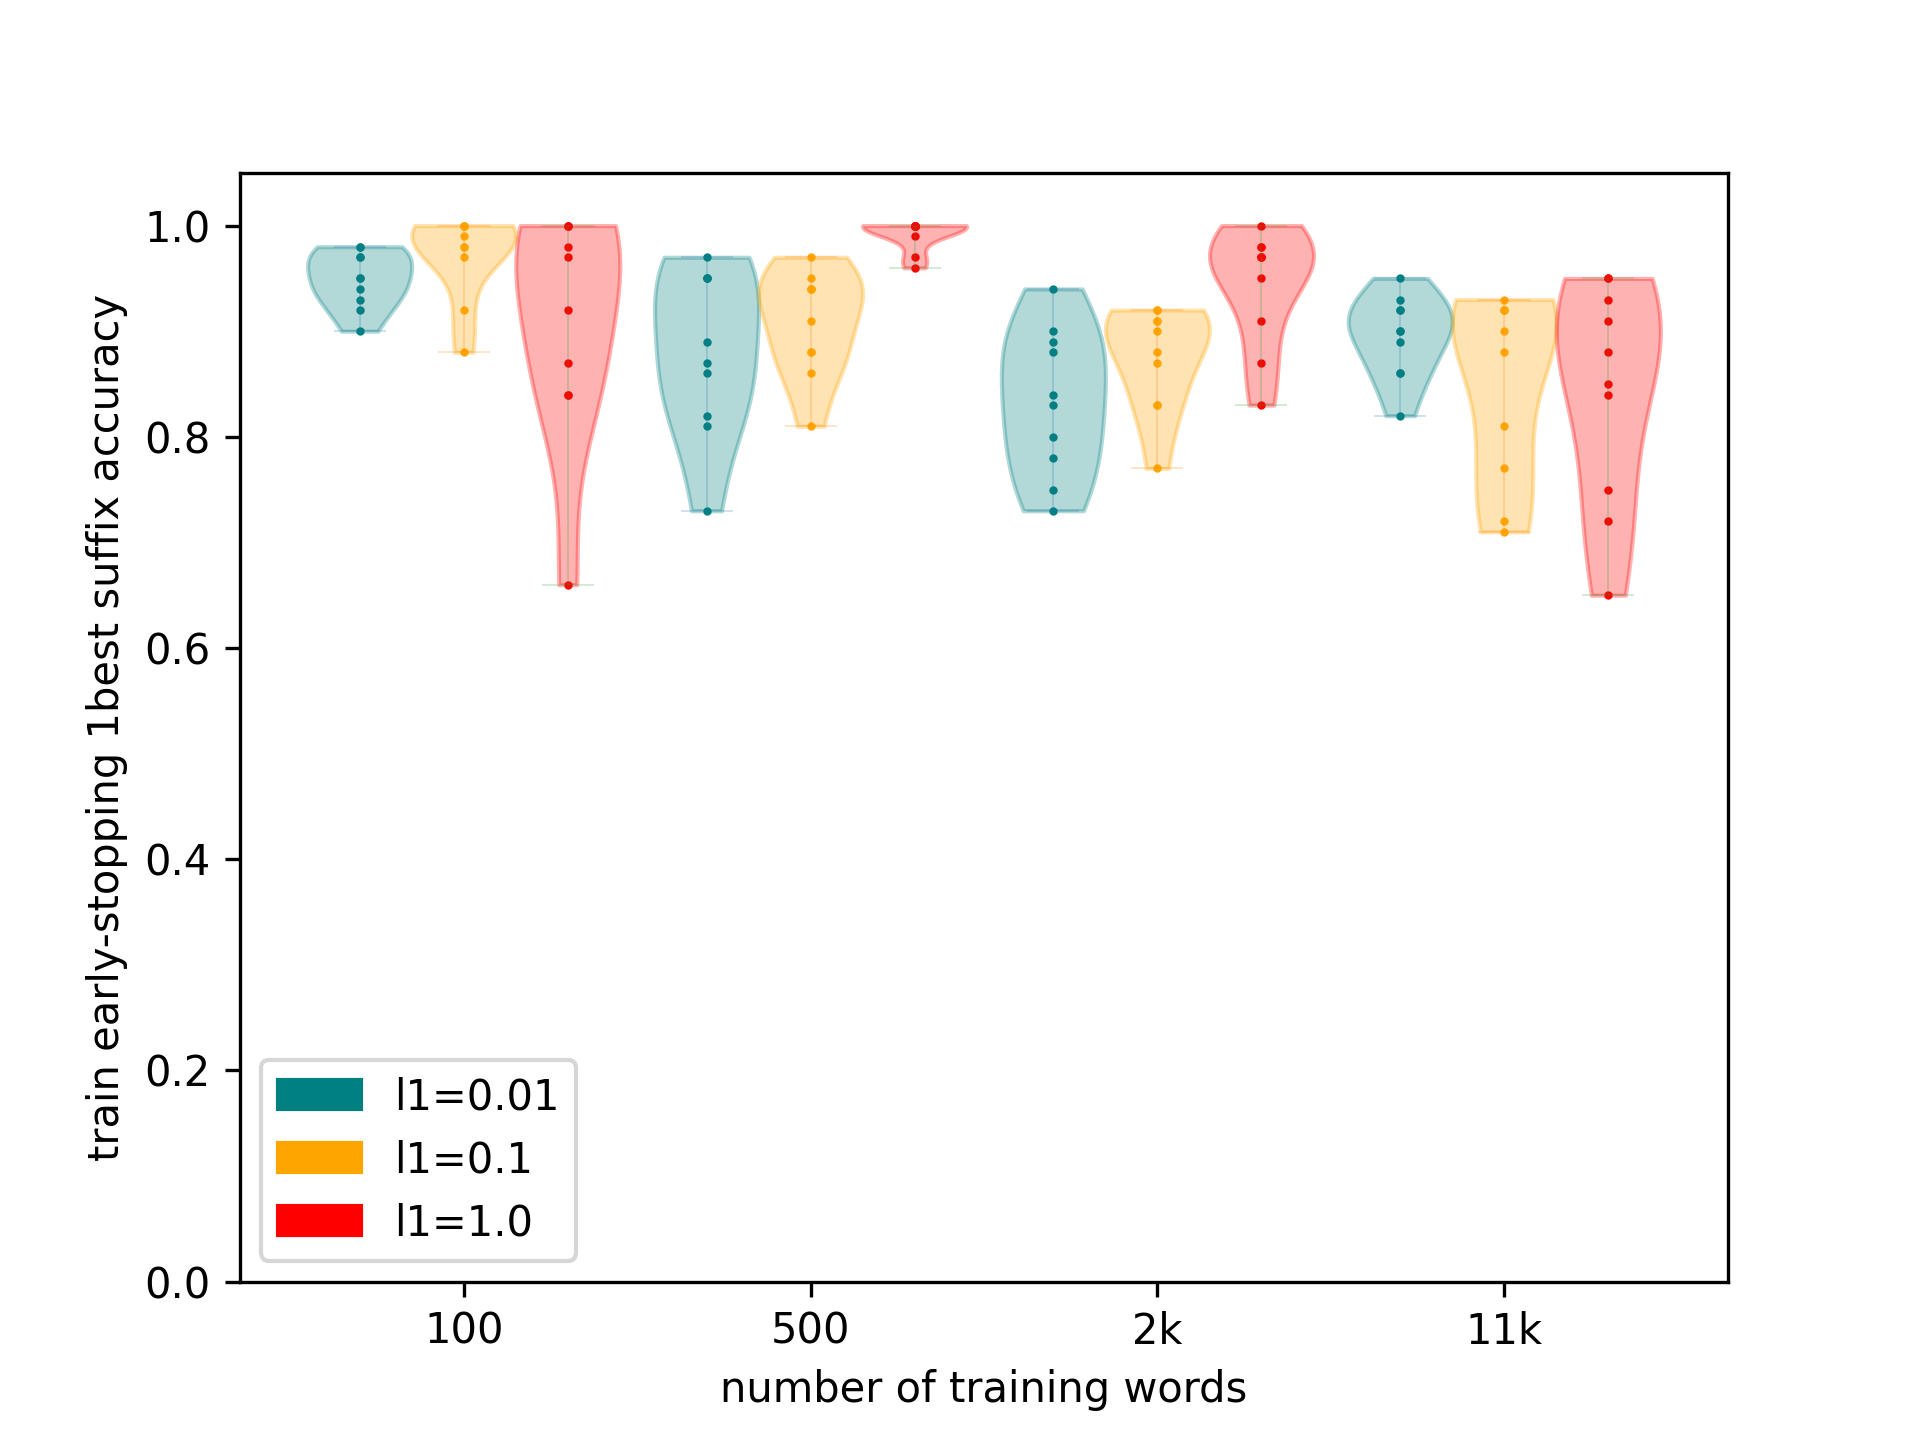 train early-stopping 1best suffix accuracy
1.0
0.8
0.6
0.4
0.2
0.0
l1=0.01
l1=0.1
l1=1.0
100 500 2k 11k
number of training words